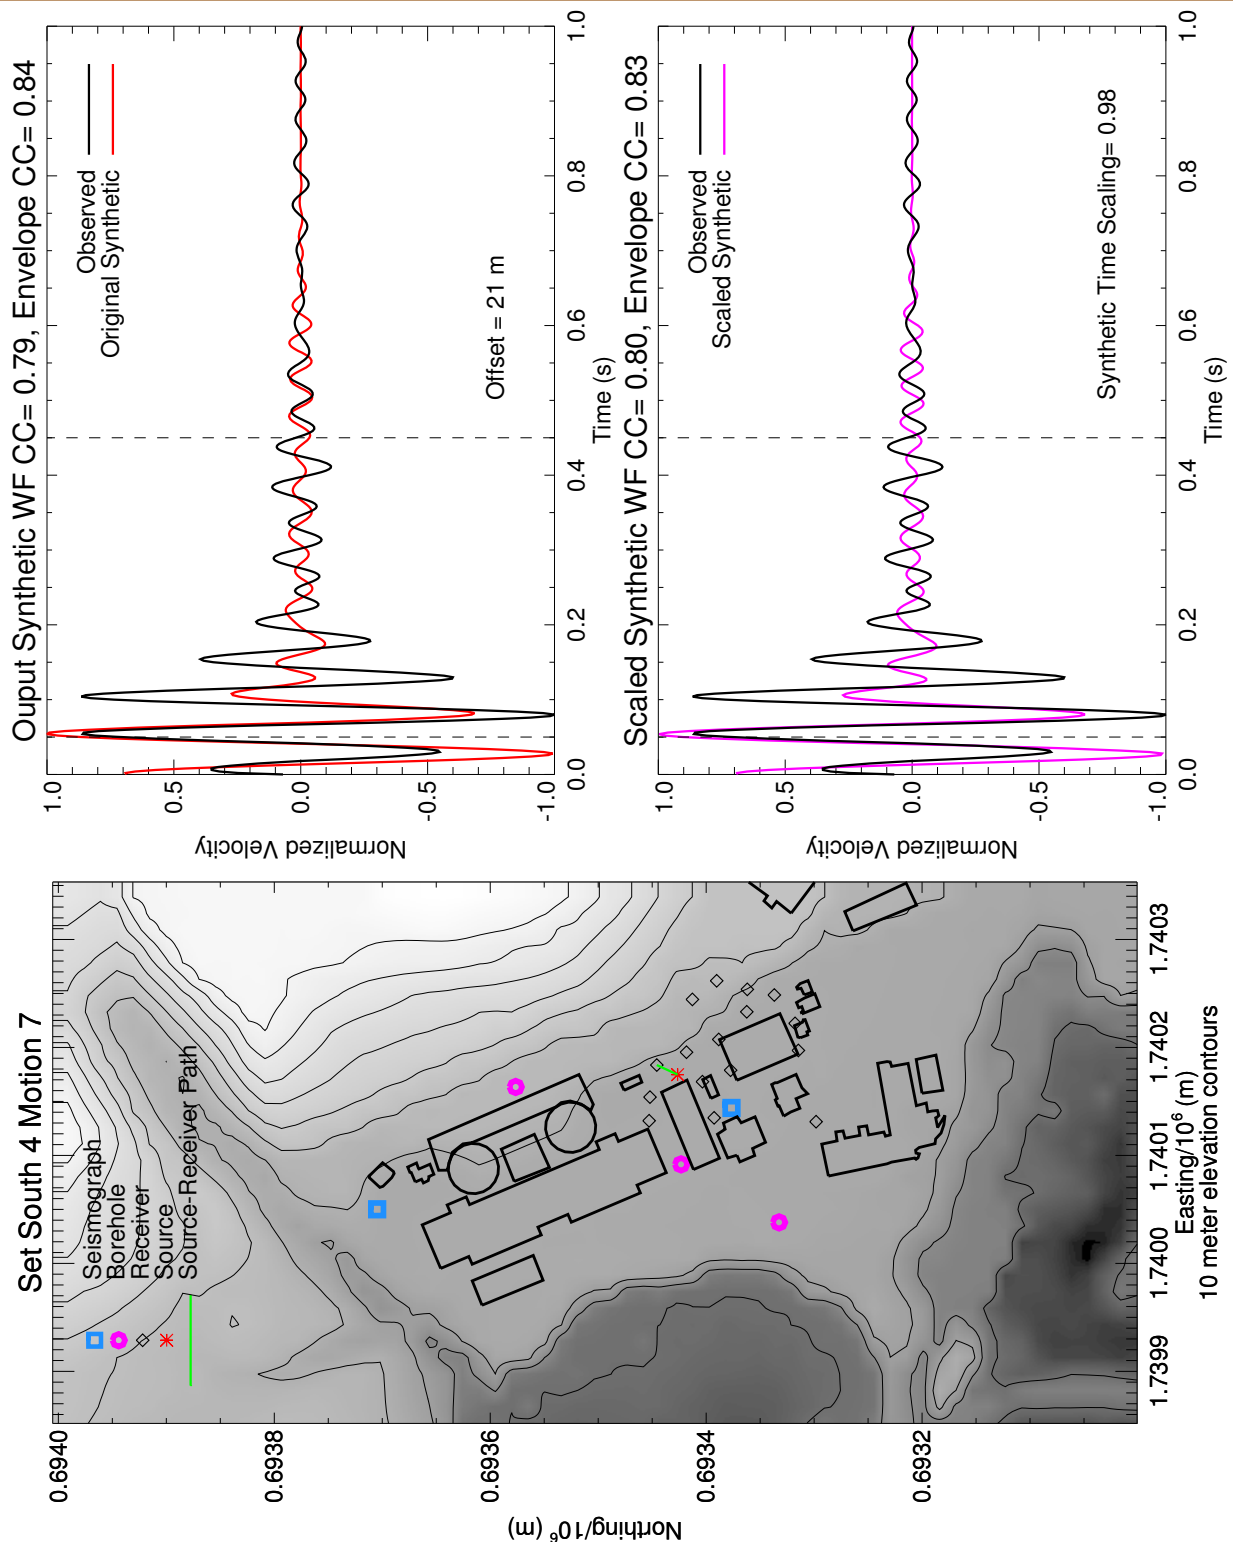 Set South 4 Motion 7
Seismograph
Borehole
Receiver
Source
Source-Receiver Path
0.6940
0.6938
0.6936
0.6934
0.6932
Northing/10⁶ (m)
1.7399
1.7400
1.7401
1.7402
1.7403
Easting/10⁶ (m)
10 meter elevation contours
Ouput Synthetic WF CC= 0.79, Envelope CC= 0.84
Observed
Original Synthetic
Offset = 21 m
1.0
0.5
0.0
-0.5
-1.0
Normalized Velocity
0.0
0.2
0.4
0.6
0.8
1.0
Time (s)
Scaled Synthetic WF CC= 0.80, Envelope CC= 0.83
Observed
Scaled Synthetic
Synthetic Time Scaling= 0.98
1.0
0.5
0.0
-0.5
-1.0
Normalized Velocity
0.0
0.2
0.4
0.6
0.8
1.0
Time (s)